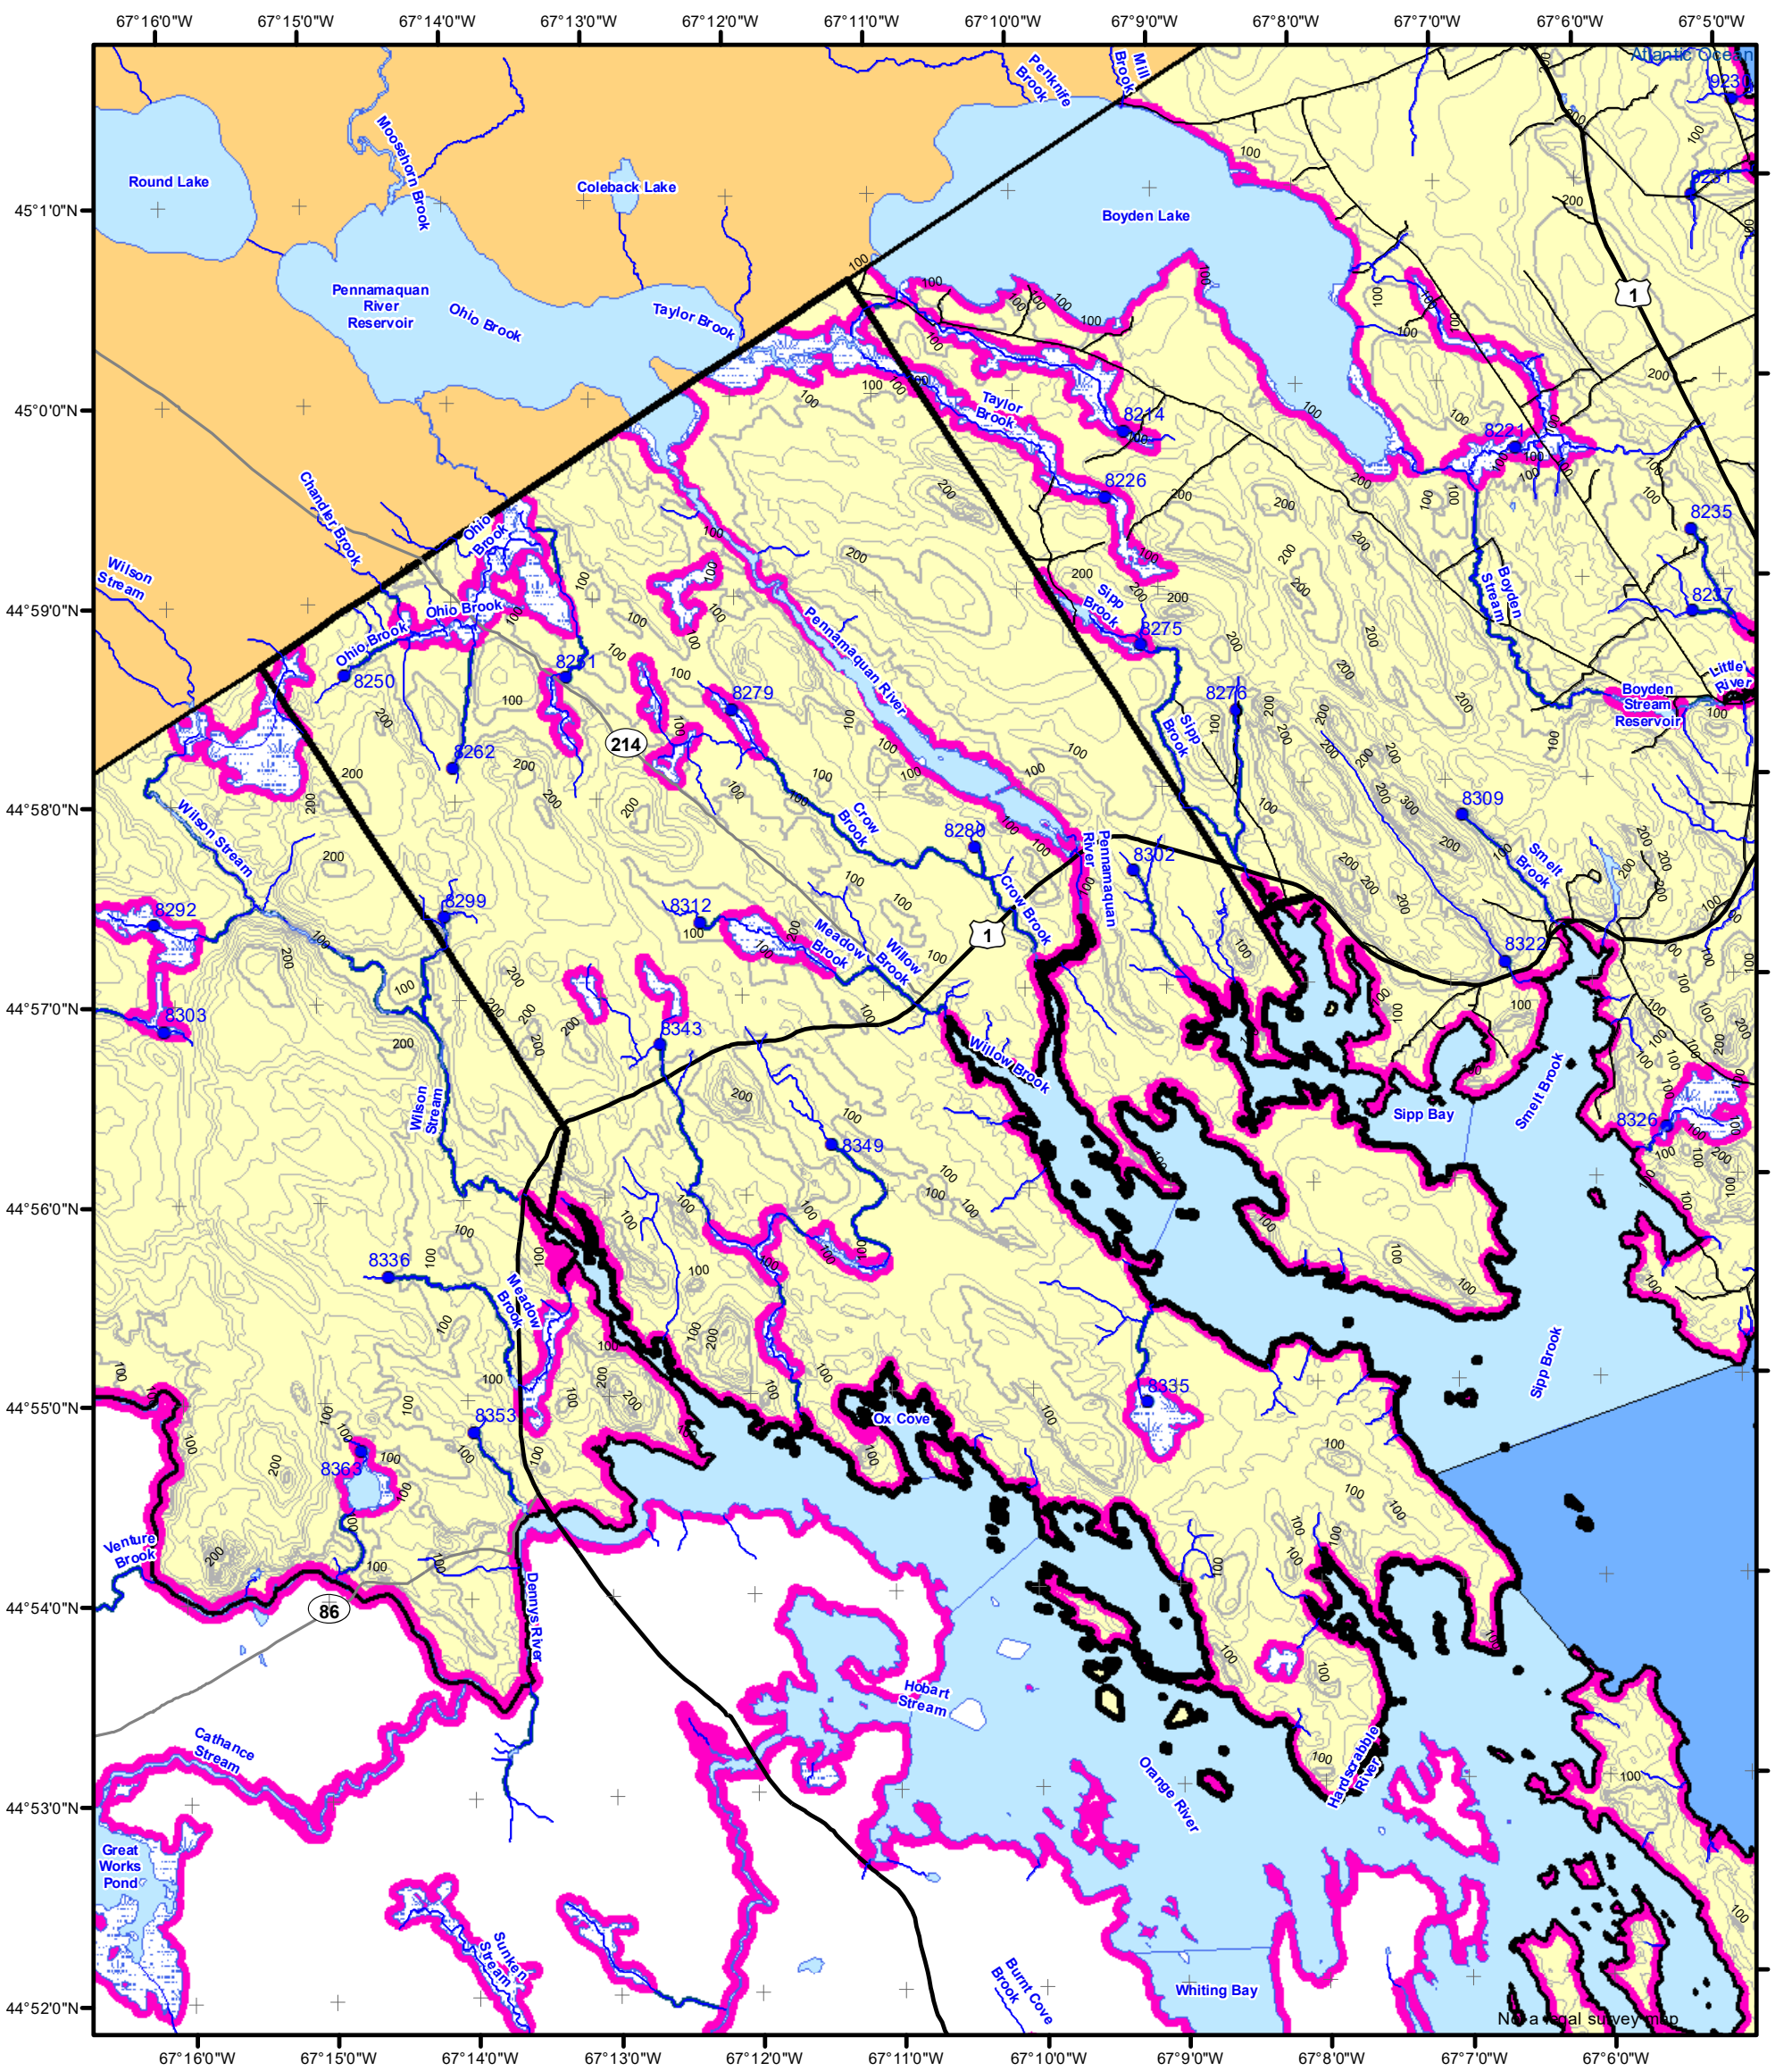 67°16'0"W 67°15'0"W 67°14'0"W 67°13'0"W 67°12'0"W 67°11'0"W 67°10'0"W 67°9'0"W 67°8'0"W 67°7'0"W 67°6'0"W 67°5'0"W
Atlantic Ocean
Penknife
Brook
Mill
Brook
Moosehorn Brook
Round Lake
Coleback Lake
8231
45°1'0"N
Boyden Lake
Pennamaquan
River
Reservoir
Ohio Brook
Taylor Brook
1
45°0'0"N
Taylor
Brook
8214
8221
8226
8235
Chandler Brook
Ohio
Brook
Wilson
Stream
44°59'0"N
Ohio Brook
Ohio Brook
Sipp
Brook
Boyden
Stream
8237
8275
Pennamaquan River
8250
8251
8279
8276
Little
River
Boyden
Stream
Reservoir
214
8262
Sipp
Brook
44°58'0"N
Wilson Stream
Crow
Brook
8280
8309
Smelt
Brook
Pennamaquan
River
8302
8292
8299
8312
Crow Brook
Meadow
Brook
Willow
Brook
1
8322
44°57'0"N
8303
8343
Willow Brook
Wilson
Stream
Sipp Bay
Smelt Brook
8326
8349
44°56'0"N
8336
Meadow
Brook
Sipp Brook
8335
44°55'0"N
8353
Ox Cove
8363
Venture
Brook
44°54'0"N
86
Dennys River
Hobart
Stream
Cathance
Stream
Orange River
Hardscrabble
River
44°53'0"N
Great
Works
Pond
Sunken
Stream
Burnt Cove
Brook
Whiting Bay
44°52'0"N
Not a legal survey map
67°16'0"W 67°15'0"W 67°14'0"W 67°13'0"W 67°12'0"W 67°11'0"W 67°10'0"W 67°9'0"W 67°8'0"W 67°7'0"W 67°6'0"W